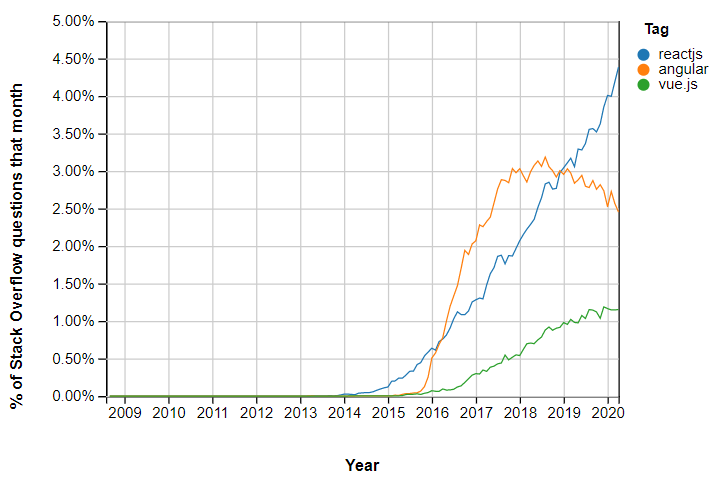 5.00%
4.50%
4.00%
3.50%
3.00%
2.50%
2.00%
1.50%
1.00%
0.50%
0.00%
% of Stack Overflow questions that month
2009 2010 2011 2012 2013 2014 2015 2016 2017 2018 2019 2020
Year
Tag
reactjs
angular
vue.js